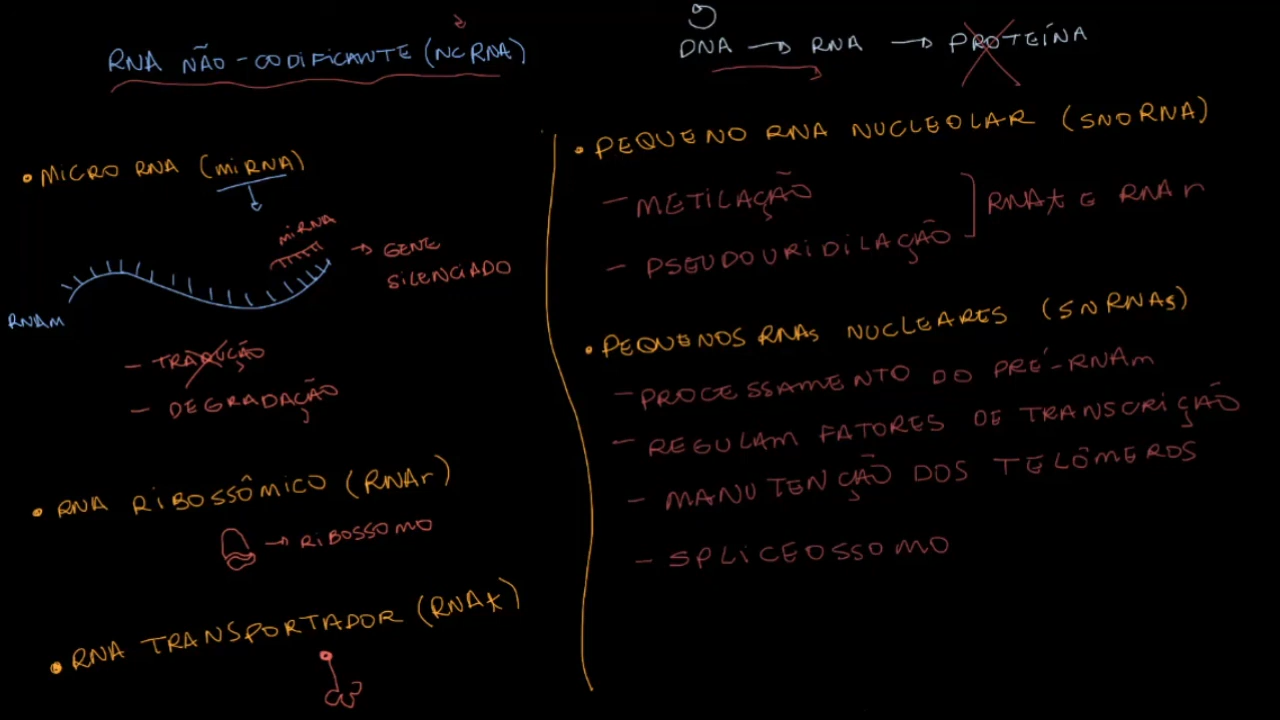 RNA NÃO-CODIFICANTE (NCRNA)
DNA → RNA → PROTEÍNA
• MICRO RNA (miRNA)
miRNA
→ GENE
SILENCIADO
RNAM
- TRADUÇÃO
- DEGRADAÇÃO
• RNA RIBOSSÔMICO (RNAr)
→ RIBOSSOMO
• RNA TRANSPORTADOR (RNAt)
• PEQUENO RNA NUCLEOLAR (SNORNA)
- METILAÇÃO
- PSEUDOURIDILAÇÃO
RNAt E RNAr
• PEQUENOS RNAs NUCLEARES (SNRNAs)
- PROCESSAMENTO DO PRÉ-RNAm
- REGULAM FATORES DE TRANSCRIÇÃO
- MANUTENÇÃO DOS TELÔMEROS
- SPLICEOSSOMO